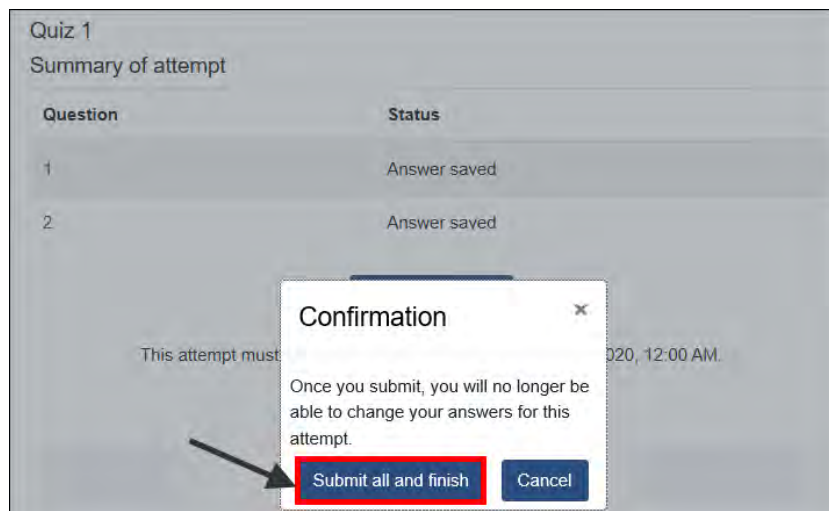 Quiz 1
Summary of attempt
Question Status
1 Answer saved
2 Answer saved
Confirmation ×
This attempt must 020, 12:00 AM.
Once you submit, you will no longer be
able to change your answers for this
attempt.
Submit all and finish Cancel